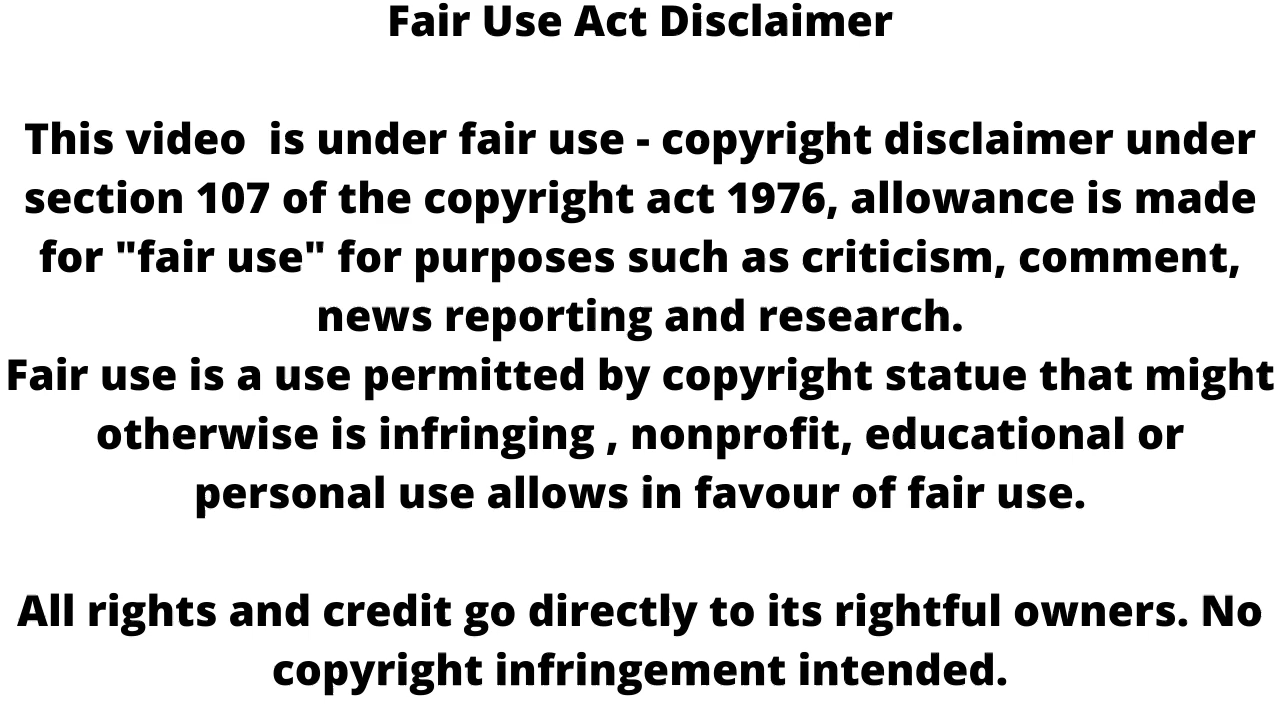 Fair Use Act Disclaimer
This video  is under fair use - copyright disclaimer under
section 107 of the copyright act 1976, allowance is made
for "fair use" for purposes such as criticism, comment,
news reporting and research.
Fair use is a use permitted by copyright statue that might
otherwise is infringing , nonprofit, educational or
personal use allows in favour of fair use.
All rights and credit go directly to its rightful owners. No
copyright infringement intended.